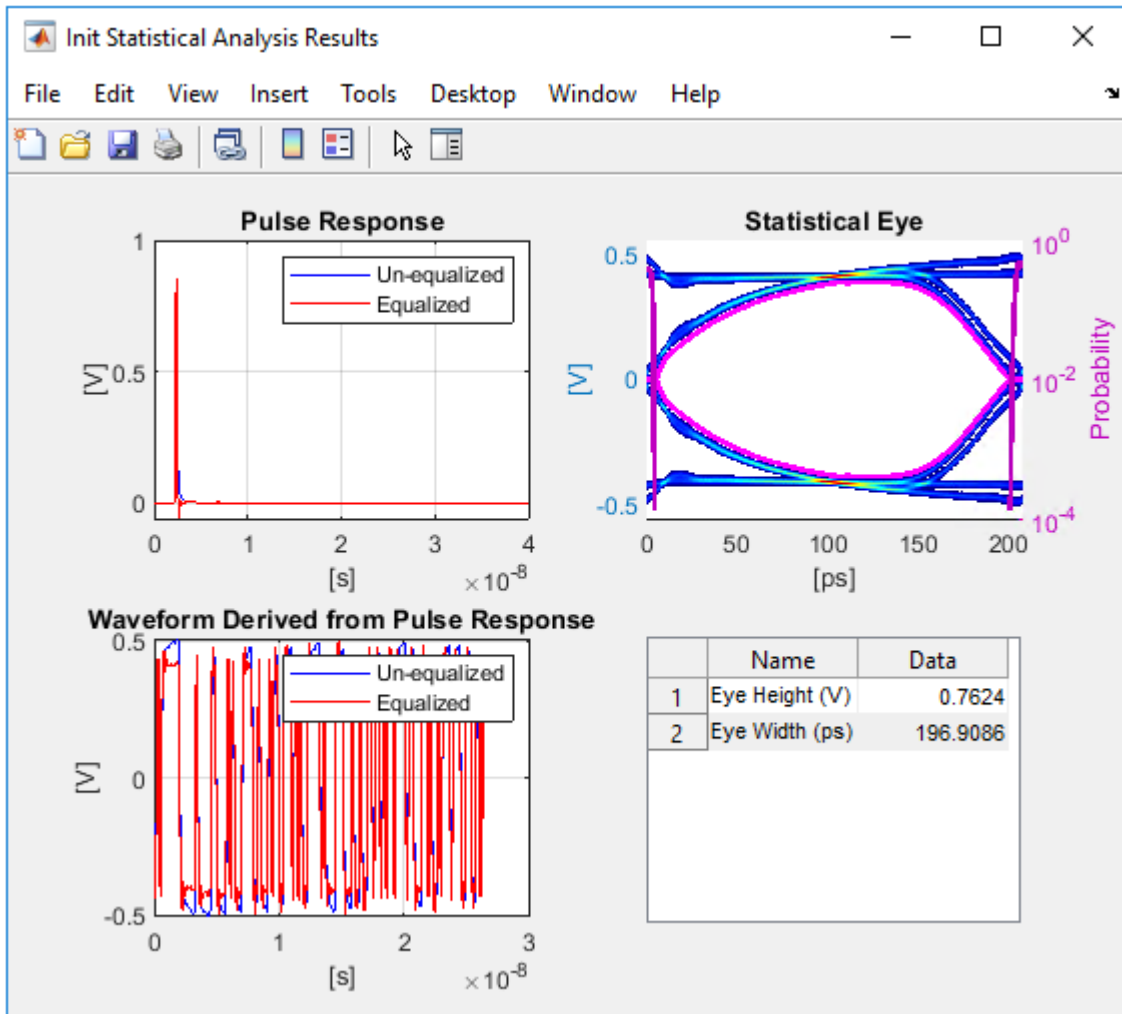 Init Statistical Analysis Results
File Edit View Insert Tools Desktop Window Help
Pulse Response
1
0.5
0
[V]
Un-equalized
Equalized
0 1 2 3 4
[s] ×10-8
Statistical Eye
0.5
0
-0.5
[V]
100
10-2
10-4
Probability
0 50 100 150 200
[ps]
Waveform Derived from Pulse Response
0.5
0
-0.5
[V]
Un-equalized
Equalized
0 1 2 3
[s] ×10-8
Name Data
1 Eye Height (V) 0.7624
2 Eye Width (ps) 196.9086